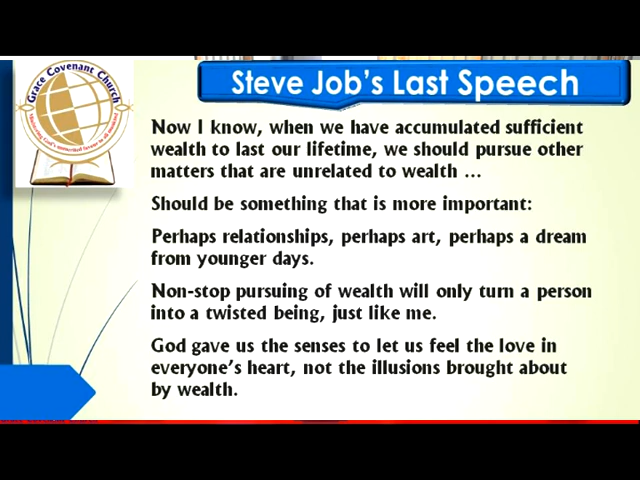 Grace Covenant Church
Steve Job's Last Speech
Now I know, when we have accumulated sufficient
wealth to last our lifetime, we should pursue other
matters that are unrelated to wealth ...
Should be something that is more important:
Perhaps relationships, perhaps art, perhaps a dream
from younger days.
Non-stop pursuing of wealth will only turn a person
into a twisted being, just like me.
God gave us the senses to let us feel the love in
everyone's heart, not the illusions brought about
by wealth.